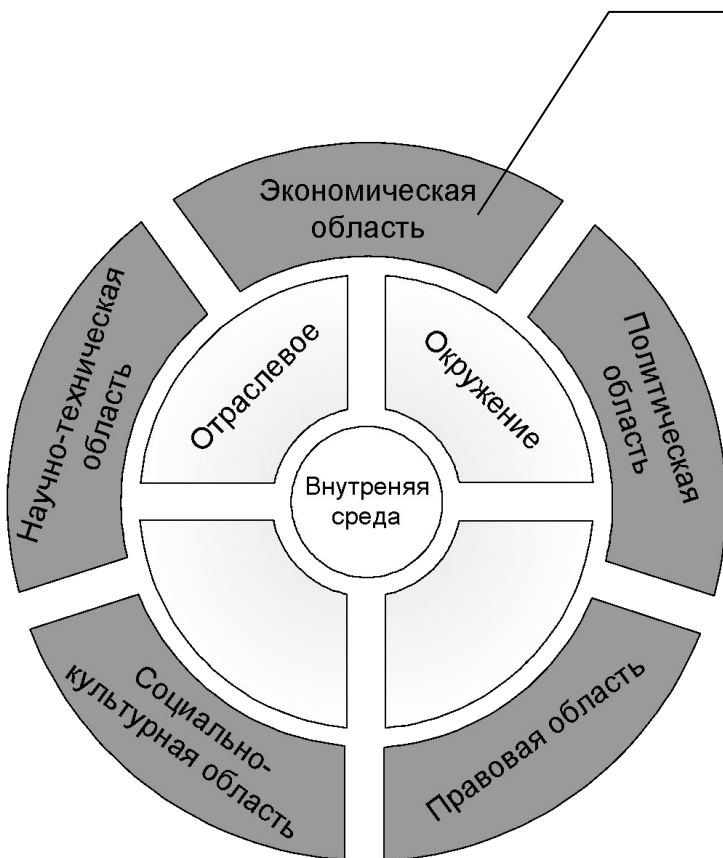 Экономическая
область
Политическая
область
Правовая область
Социально-
культурная область
Научно-техническая
область
Отраслевое
Окружение
Внутреняя
среда